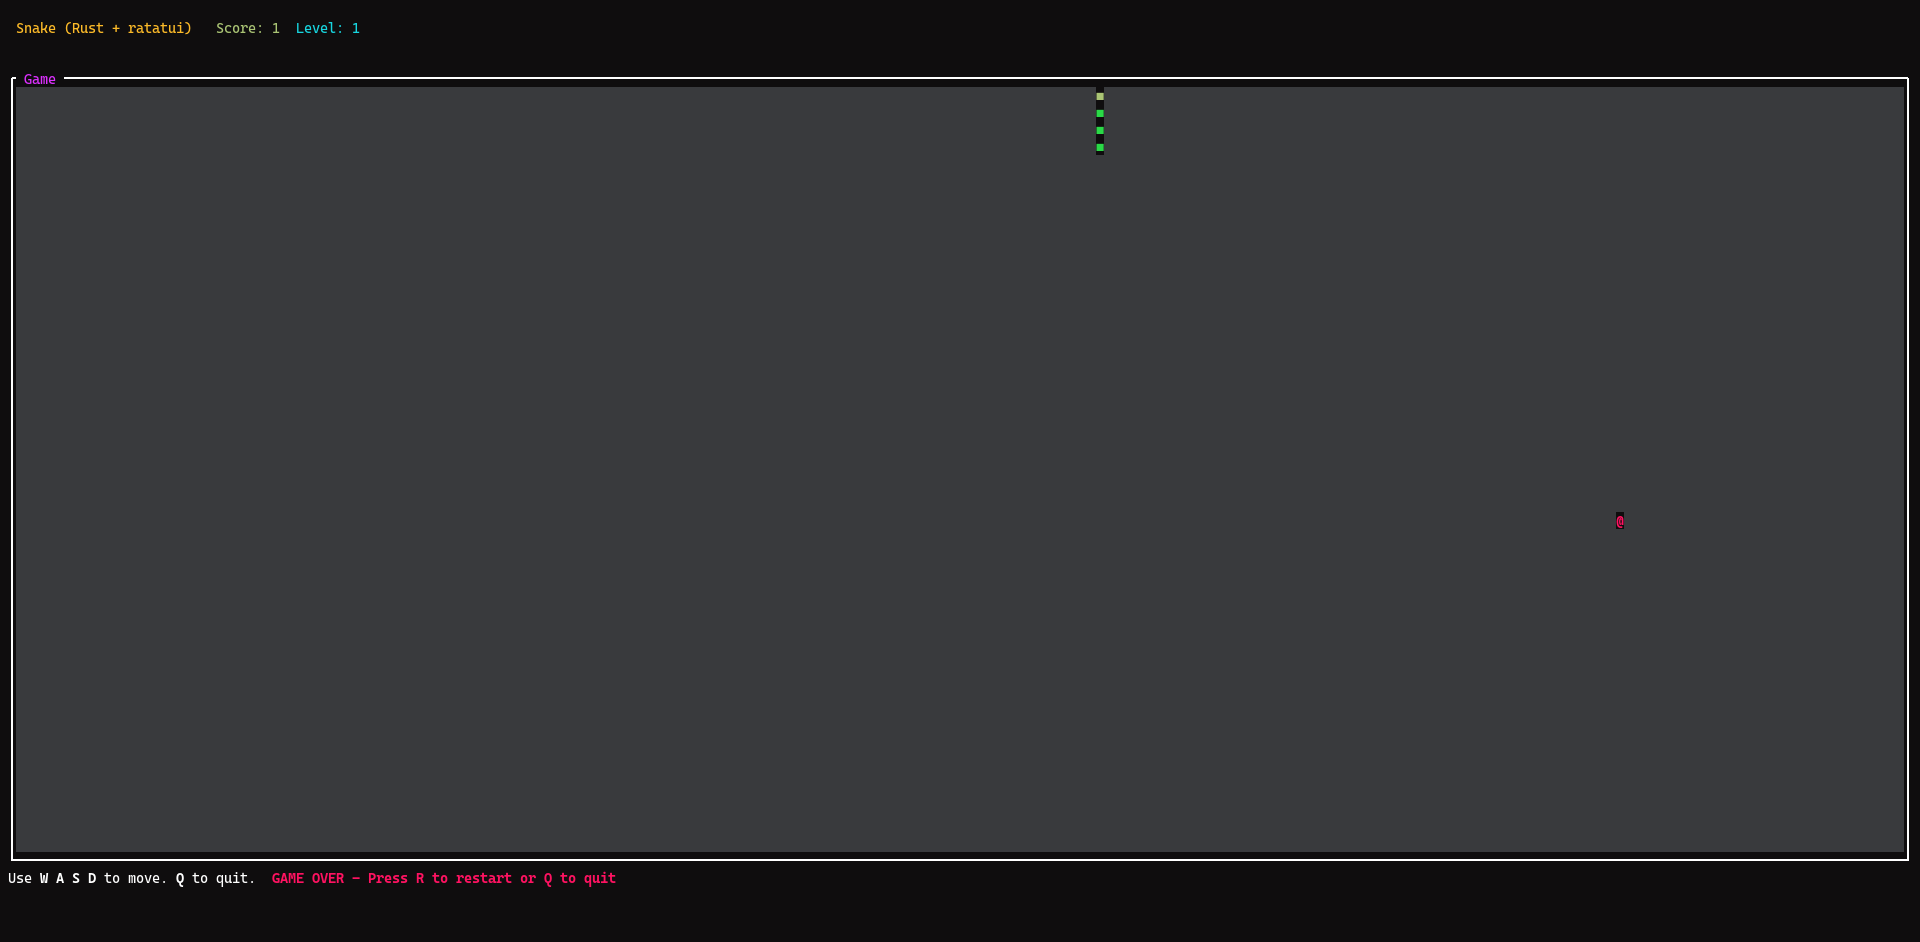 Snake (Rust + ratatui) Score: 1 Level: 1
Game
@
Use W A S D to move. Q to quit. GAME OVER — Press R to restart or Q to quit